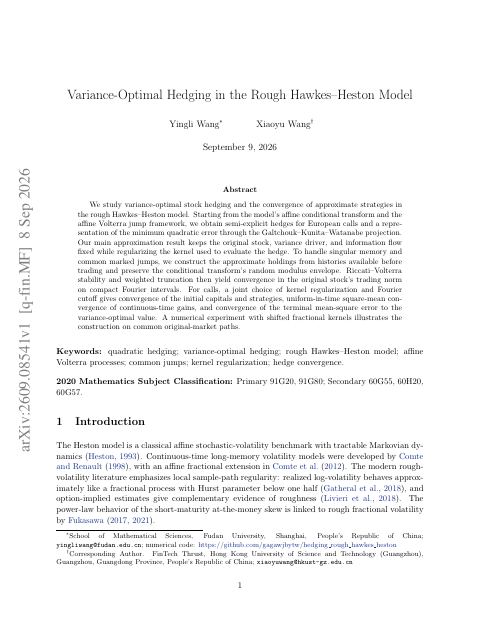 Variance-Optimal Hedging in the Rough Hawkes–Heston Model
Yingli Wang* Xiaoyu Wang†
September 9, 2026
Abstract
We study variance-optimal stock hedging and the convergence of approximate strategies in
the rough Hawkes–Heston model. Starting from the model's affine conditional transform and the
affine Volterra jump framework, we obtain semi-explicit hedges for European calls and a repre-
sentation of the minimum quadratic error through the Galtchouk–Kunita–Watanabe projection.
Our main approximation result keeps the original stock, variance driver, and information flow
fixed while regularizing the kernel used to evaluate the hedge. To handle singular memory and
common marked jumps, we construct the approximate holdings from histories available before
trading and preserve the conditional transform's random modulus envelope. Riccati–Volterra
stability and weighted truncation then yield convergence in the original stock's trading norm
on compact Fourier intervals. For calls, a joint choice of kernel regularization and Fourier
cutoff gives convergence of the initial capitals and strategies, uniform-in-time square-mean con-
vergence of continuous-time gains, and convergence of the terminal mean-square error to the
variance-optimal value. A numerical experiment with shifted fractional kernels illustrates the
construction on common original-market paths.
Keywords: quadratic hedging; variance-optimal hedging; rough Hawkes–Heston model; affine
Volterra processes; common jumps; kernel regularization; hedge convergence.
2020 Mathematics Subject Classification: Primary 91G20, 91G80; Secondary 60G55, 60H20,
60G57.
1 Introduction
The Heston model is a classical affine stochastic-volatility benchmark with tractable Markovian dy-
namics (Heston, 1993). Continuous-time long-memory volatility models were developed by Comte
and Renault (1998), with an affine fractional extension in Comte et al. (2012). The modern rough-
volatility literature emphasizes local sample-path regularity: realized log-volatility behaves approx-
imately like a fractional process with Hurst parameter below one half (Gatheral et al., 2018), and
option-implied estimates give complementary evidence of roughness (Livieri et al., 2018). The
power-law behavior of the short-maturity at-the-money skew is linked to rough fractional volatility
by Fukasawa (2017, 2021).
*School of Mathematical Sciences, Fudan University, Shanghai, People's Republic of China;
yingliwang@fudan.edu.cn; numerical code: https://github.com/gagawjbytw/hedging_rough_hawkes_heston
†Corresponding Author. FinTech Thrust, Hong Kong University of Science and Technology (Guangzhou),
Guangzhou, Guangdong Province, People's Republic of China; xiaoyuwang@hkust-gz.edu.cn
1
arXiv:2609.08541v1 [q-fin.MF] 8 Sep 2026